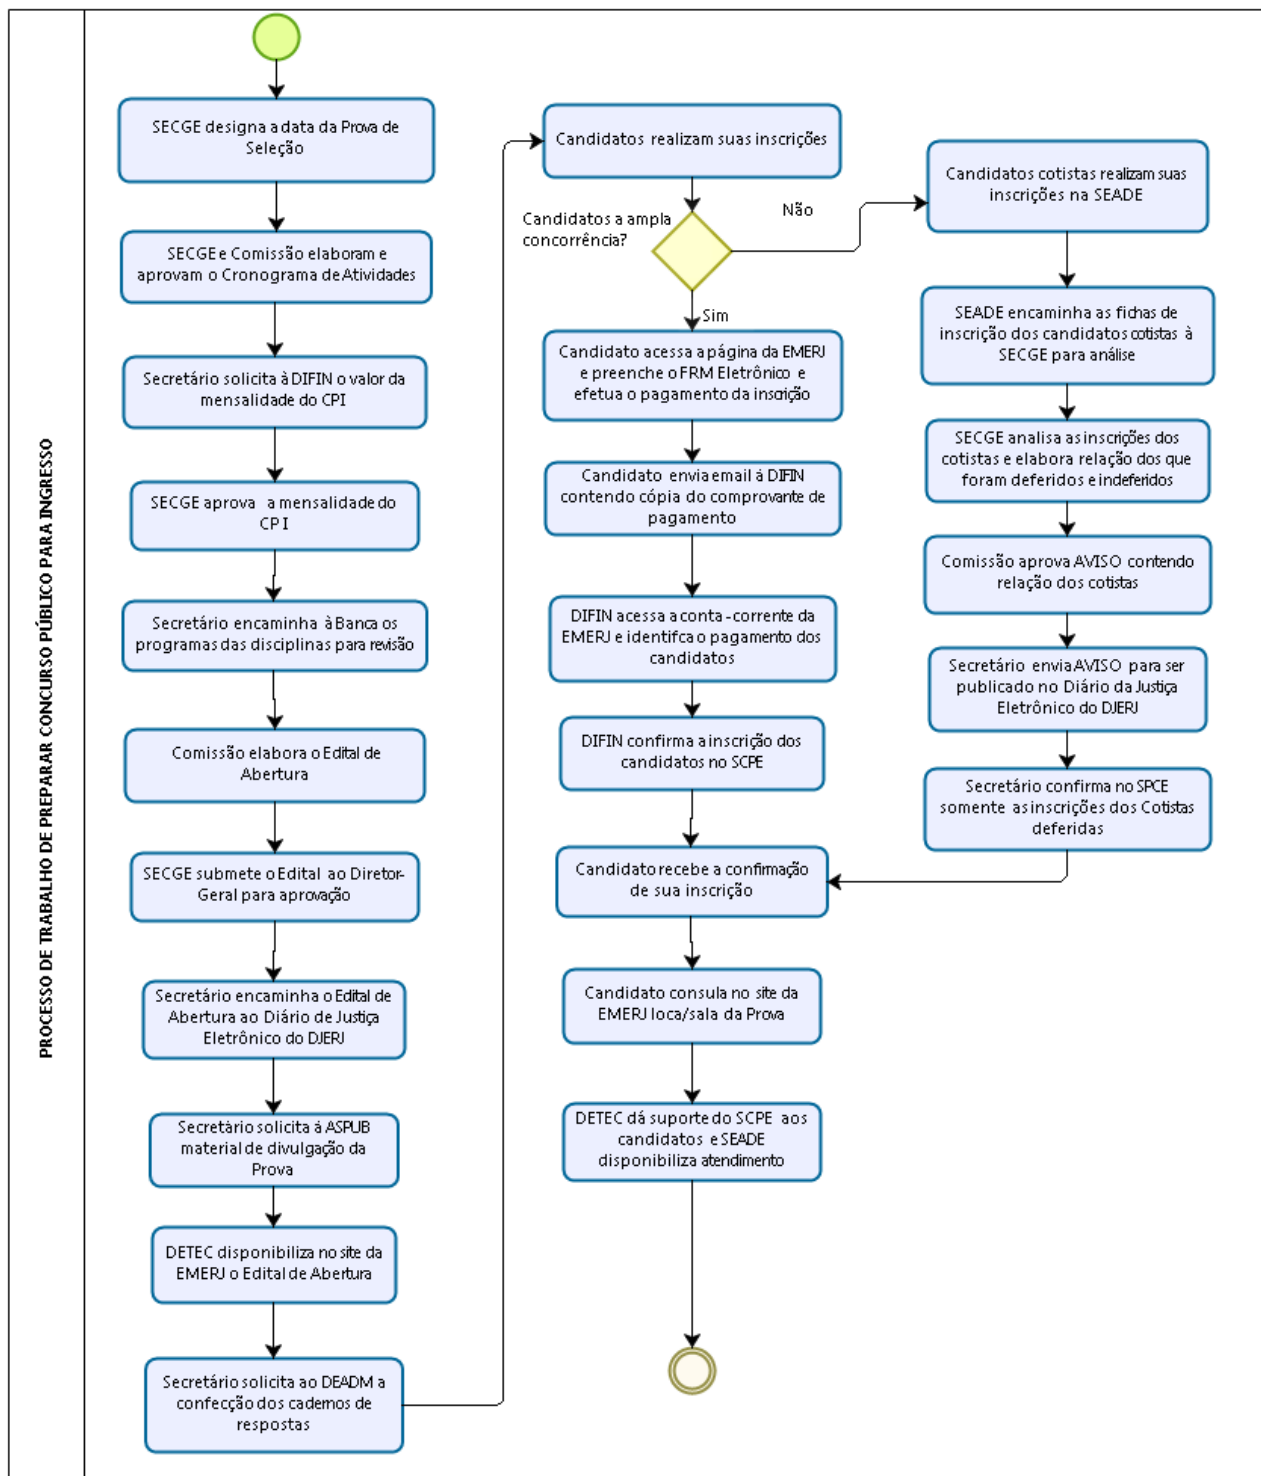 PROCESSO DE TRABALHO DE PREPARAR CONCURSO PÚBLICO PARA INGRESSO
SECGE designa a data da Prova de
Seleção
SECGE e Comissão elaboram e
aprovam o Cronograma de Atividades
Secretário solicita à DIFIN o valor da
mensalidade do CPI
SECGE aprova a mensalidade do
CPI
Secretário encaminha à Banca os
programas das disciplinas para revisão
Comissão elabora o Edital de
Abertura
SECGE submete o Edital ao Diretor-
Geral para aprovação
Secretário encaminha o Edital de
Abertura ao Diário de Justiça
Eletrônico do DJERJ
Secretário solicita à ASPUB
material de divulgação da
Prova
DETEC disponibiliza no site da
EMERJ o Edital de Abertura
Secretário solicita ao DEADM a
confecção dos cadernos de
respostas
Candidatos realizam suas inscrições
Candidatos a ampla
concorrência?
Não
Sim
Candidato acessa a página da EMERJ
e preenche o FRM Eletrônico e
efetua o pagamento da inscrição
Candidato envia email à DIFIN
contendo cópia do comprovante de
pagamento
DIFIN acessa a conta-corrente da
EMERJ e identifca o pagamento dos
candidatos
DIFIN confirma a inscrição dos
candidatos no SCPE
Candidato recebe a confirmação
de sua inscrição
Candidato consula no site da
EMERJ loca/sala da Prova
DETEC dá suporte do SCPE aos
candidatos e SEADE
disponibiliza atendimento
Candidatos cotistas realizam suas
inscrições na SEADE
SEADE encaminha as fichas de
inscrição dos candidatos cotistas à
SECGE para análise
SECGE analisa as inscrições dos
cotistas e elabora relação dos que
foram deferidos e indeferidos
Comissão aprova AVISO contendo
relação dos cotistas
Secretário envia AVISO para ser
publicado no Diário da Justiça
Eletrônico do DJERJ
Secretário confirma no SPCE
somente as inscrições dos Cotistas
deferidas